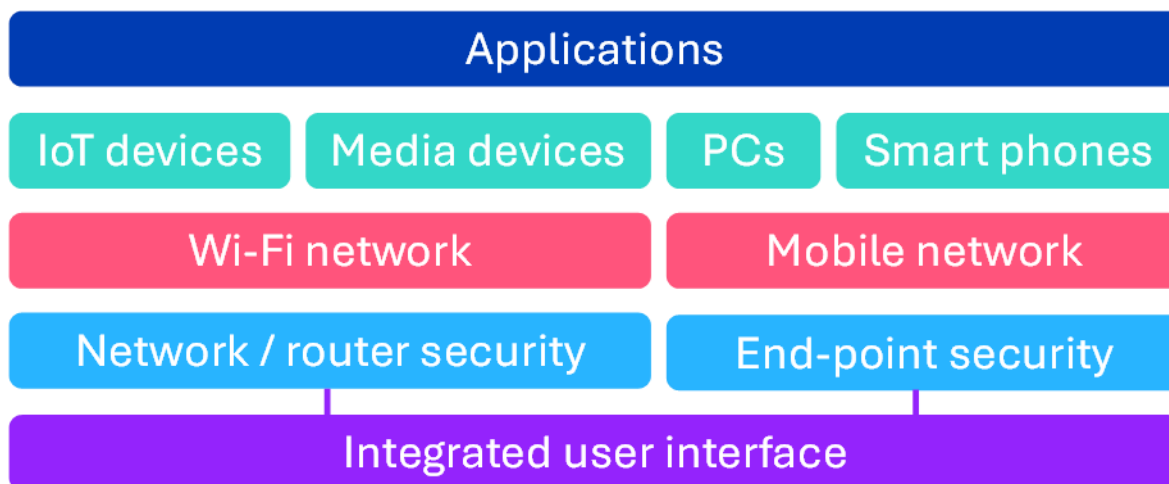 Applications
IoT devices
Media devices
PCs
Smart phones
Wi-Fi network
Mobile network
Network / router security
End-point security
Integrated user interface